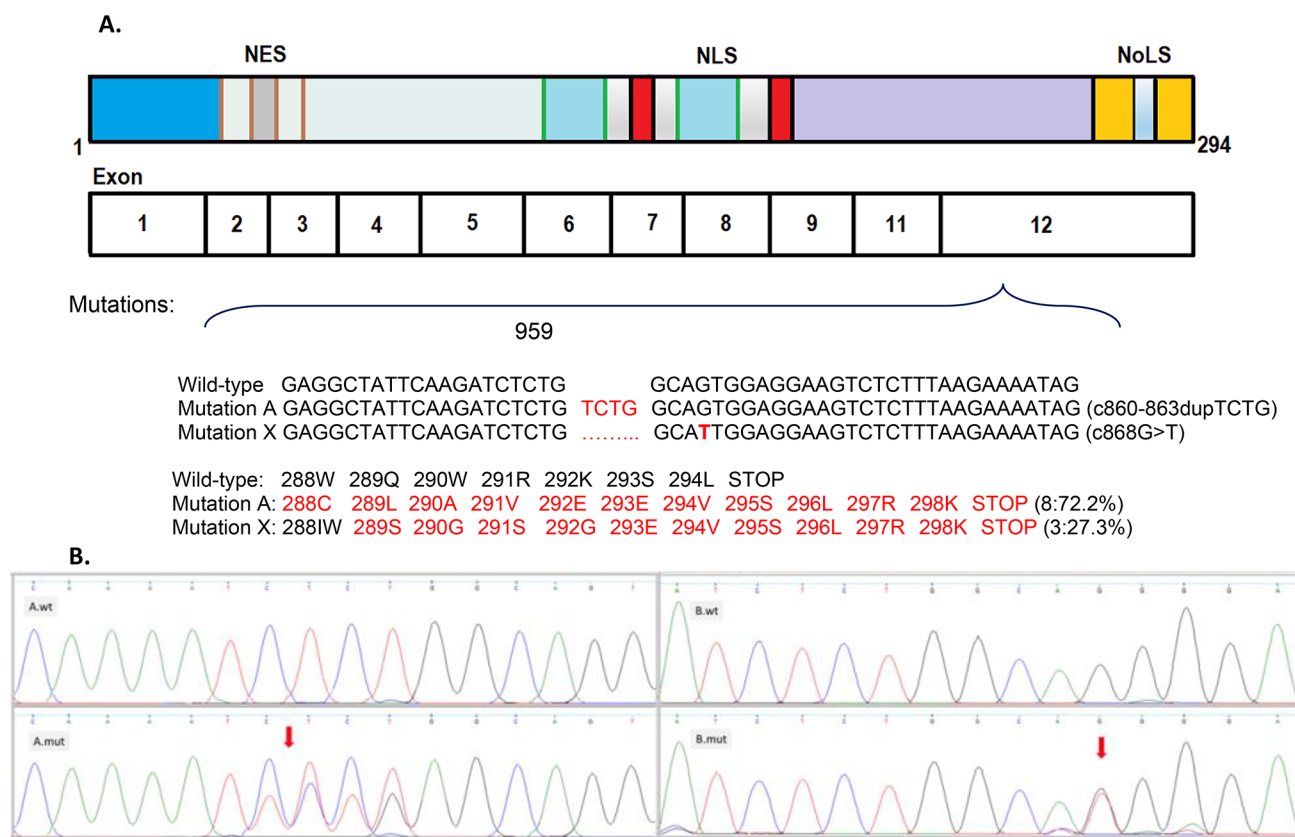 A.
NES NLS NoLS
1 294
Exon
1 2 3 4 5 6 7 8 9 11 12
Mutations:
959
Wild-type GAGGCTATTCAAGATCTCTG GCAGTGGAGGAAGTCTCTTTAAGAAAATAG
Mutation A GAGGCTATTCAAGATCTCTG TCTG GCAGTGGAGGAAGTCTCTTTAAGAAAATAG (c860-863dupTCTG)
Mutation X GAGGCTATTCAAGATCTCTG ......... GCATTGGAGGAAGTCTCTTTAAGAAAATAG (c868G>T)
Wild-type: 288W 289Q 290W 291R 292K 293S 294L STOP
Mutation A: 288C 289L 290A 291V 292E 293E 294V 295S 296L 297R 298K STOP (8:72.2%)
Mutation X: 288IW 289S 290G 291S 292G 293E 294V 295S 296L 297R 298K STOP (3:27.3%)
B.
C A A A A T C T C T G G C A G T A T C T C T G G C A G G G G A
A.wt B.wt
C A A A A T C T C T G G C A G T A T C T C T G G C A G G G G A
A.mut B.mut